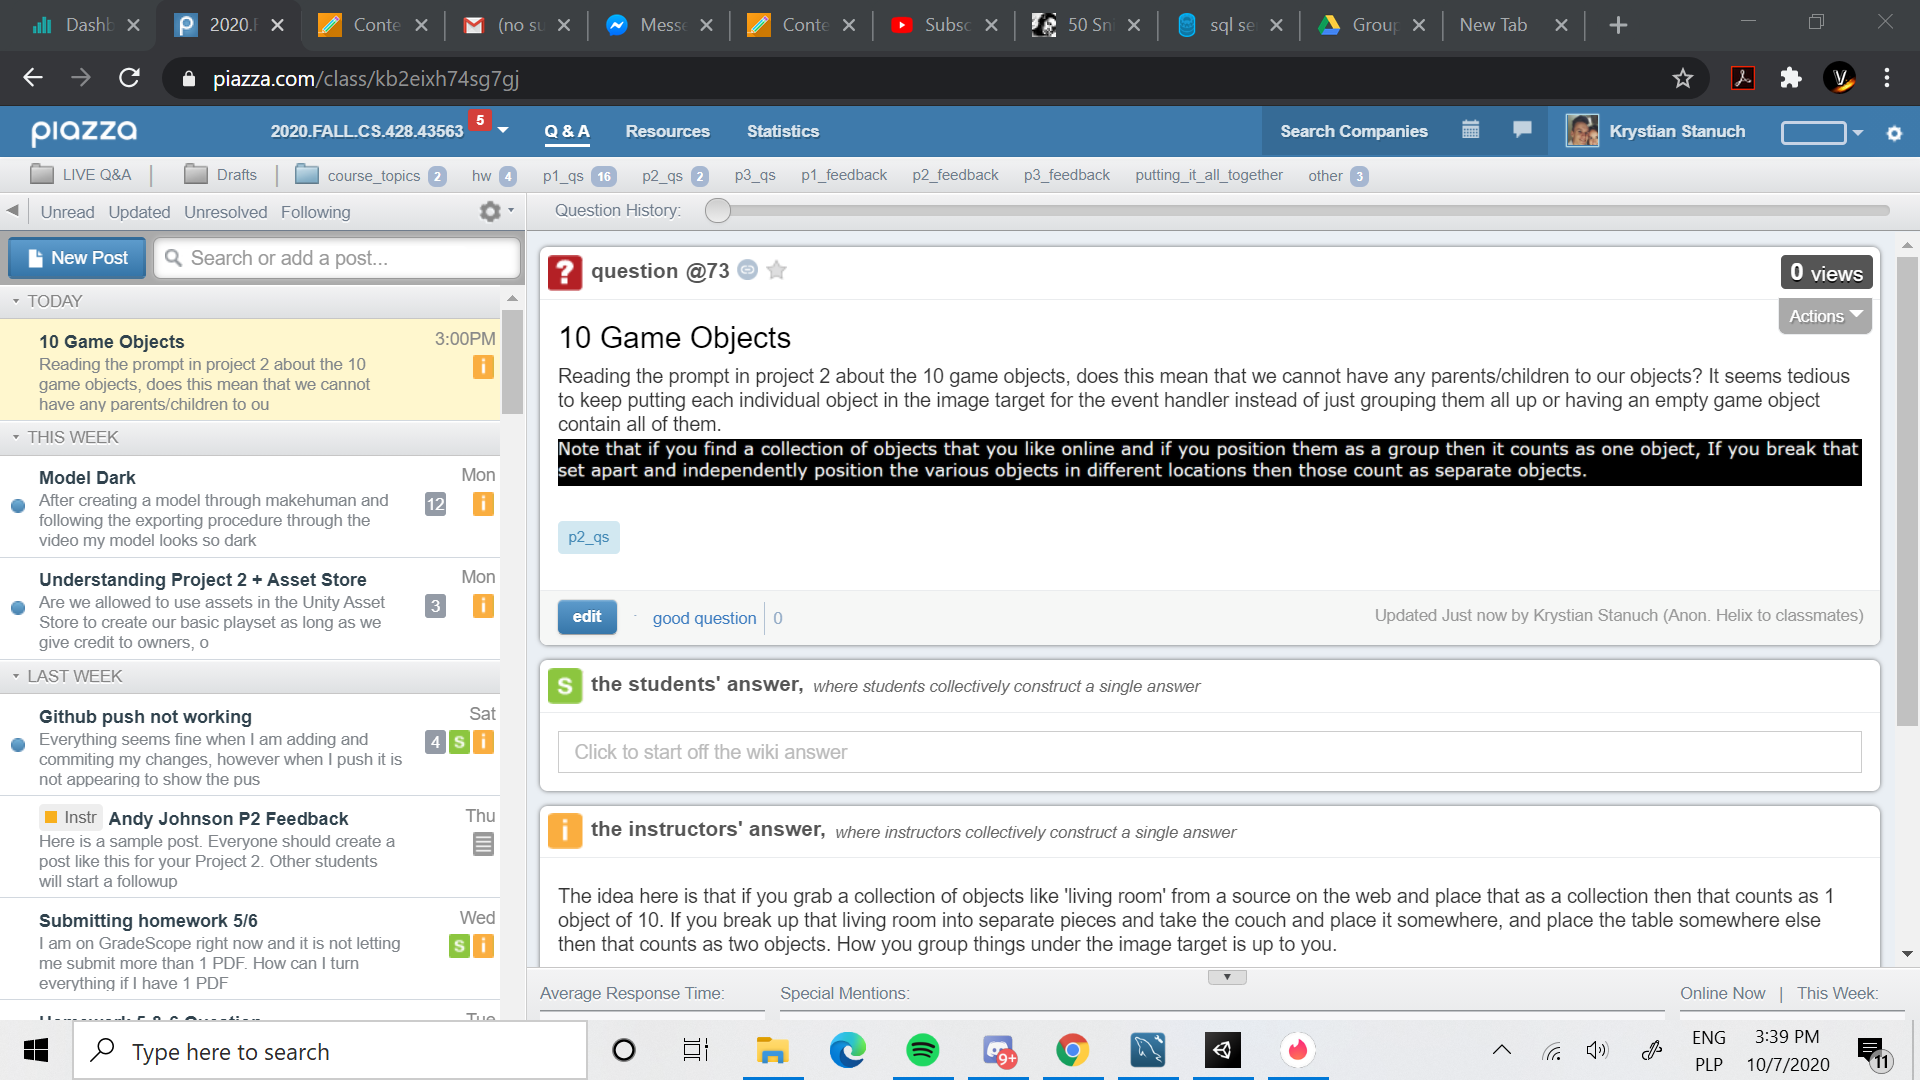 Dashb
2020.F
Conte
(no su
Messe
Conte
Subsc
50 Sni
sql se
Group
New Tab
piazza.com/class/kb2eixh74sg7gj
piazza
2020.FALL.CS.428.43563
5
Q & A
Resources
Statistics
Search Companies
Krystian Stanuch
LIVE Q&A
Drafts
course_topics 2
hw 4
p1_qs 16
p2_qs 2
p3_qs
p1_feedback
p2_feedback
p3_feedback
putting_it_all_together
other 3
Unread Updated Unresolved Following
Question History:
New Post
Search or add a post...
TODAY
10 Game Objects 3:00PM
Reading the prompt in project 2 about the 10
game objects, does this mean that we cannot
have any parents/children to ou
i
THIS WEEK
Model Dark Mon
After creating a model through makehuman and
following the exporting procedure through the
video my model looks so dark
12 i
Understanding Project 2 + Asset Store Mon
Are we allowed to use assets in the Unity Asset
Store to create our basic playset as long as we
give credit to owners, o
3 i
LAST WEEK
Github push not working Sat
Everything seems fine when I am adding and
commiting my changes, however when I push it is
not appearing to show the pus
4 S i
Instr Andy Johnson P2 Feedback Thu
Here is a sample post. Everyone should create a
post like this for your Project 2. Other students
will start a followup
Submitting homework 5/6 Wed
I am on GradeScope right now and it is not letting
me submit more than 1 PDF. How can I turn
everything if I have 1 PDF
S i
Tue
? question @73
0 views
Actions
10 Game Objects
Reading the prompt in project 2 about the 10 game objects, does this mean that we cannot have any parents/children to our objects? It seems tedious
to keep putting each individual object in the image target for the event handler instead of just grouping them all up or having an empty game object
contain all of them.
Note that if you find a collection of objects that you like online and if you position them as a group then it counts as one object, If you break that
set apart and independently position the various objects in different locations then those count as separate objects.
p2_qs
edit · good question 0
Updated Just now by Krystian Stanuch (Anon. Helix to classmates)
S the students' answer, where students collectively construct a single answer
Click to start off the wiki answer
i the instructors' answer, where instructors collectively construct a single answer
The idea here is that if you grab a collection of objects like 'living room' from a source on the web and place that as a collection then that counts as 1
object of 10. If you break up that living room into separate pieces and take the couch and place it somewhere, and place the table somewhere else
then that counts as two objects. How you group things under the image target is up to you.
Average Response Time:
Special Mentions:
Online Now | This Week:
Type here to search
9+
ENG
PLP
3:39 PM
10/7/2020
11